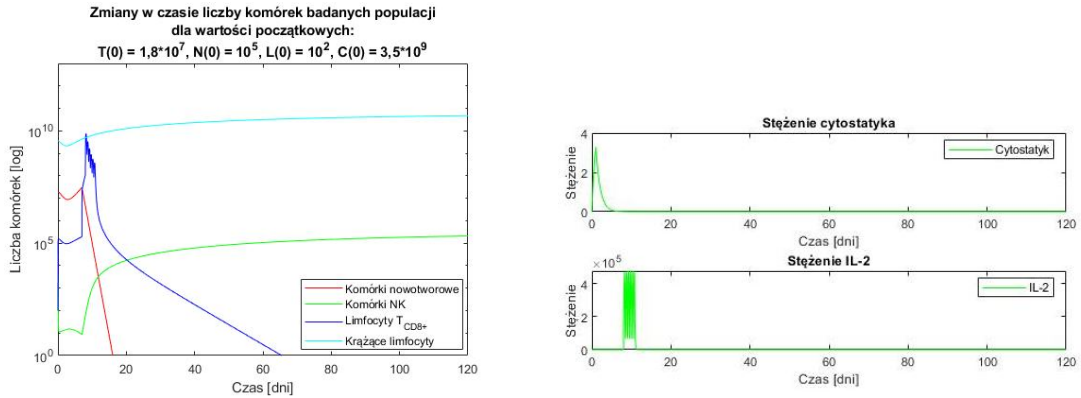 Zmiany w czasie liczby komórek badanych populacji
dla wartości początkowych:
T(0) = 1,8*10^7, N(0) = 10^5, L(0) = 10^2, C(0) = 3,5*10^9
Liczba komórek [log]
10^10
10^5
10^0
0 20 40 60 80 100 120
Czas [dni]
Komórki nowotworowe
Komórki NK
Limfocyty T_CD8+
Krążące limfocyty
Stężenie cytostatyka
Stężenie
4
2
0
0 20 40 60 80 100 120
Czas [dni]
Cytostatyk
Stężenie IL-2
×10^5
Stężenie
4
2
0
0 20 40 60 80 100 120
Czas [dni]
IL-2